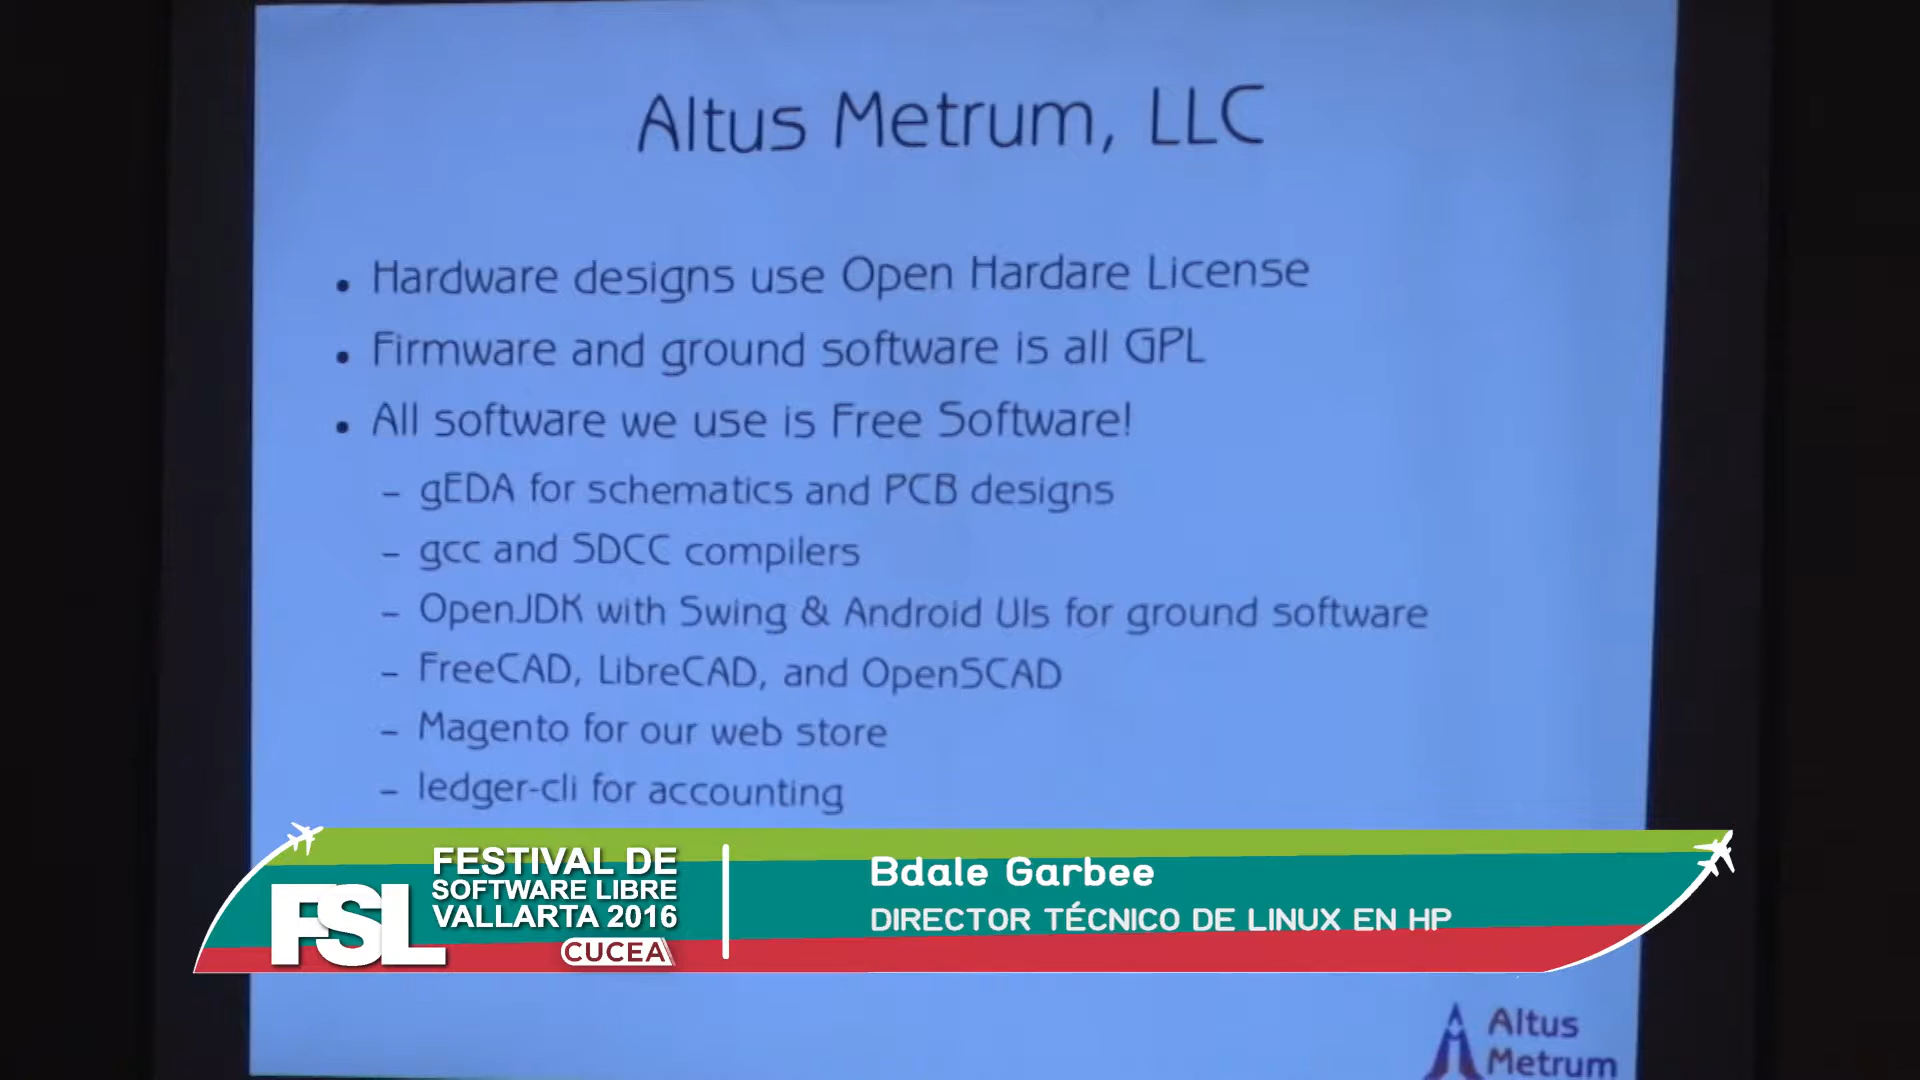 Altus Metrum, LLC
• Hardware designs use Open Hardare License
• Firmware and ground software is all GPL
• All software we use is Free Software!
– gEDA for schematics and PCB designs
– gcc and SDCC compilers
– OpenJDK with Swing & Android UIs for ground software
– FreeCAD, LibreCAD, and OpenSCAD
– Magento for our web store
– ledger-cli for accounting
FSL
FESTIVAL DE
SOFTWARE LIBRE
VALLARTA 2016
CUCEA
Bdale Garbee
DIRECTOR TÉCNICO DE LINUX EN HP
Altus
Metrum